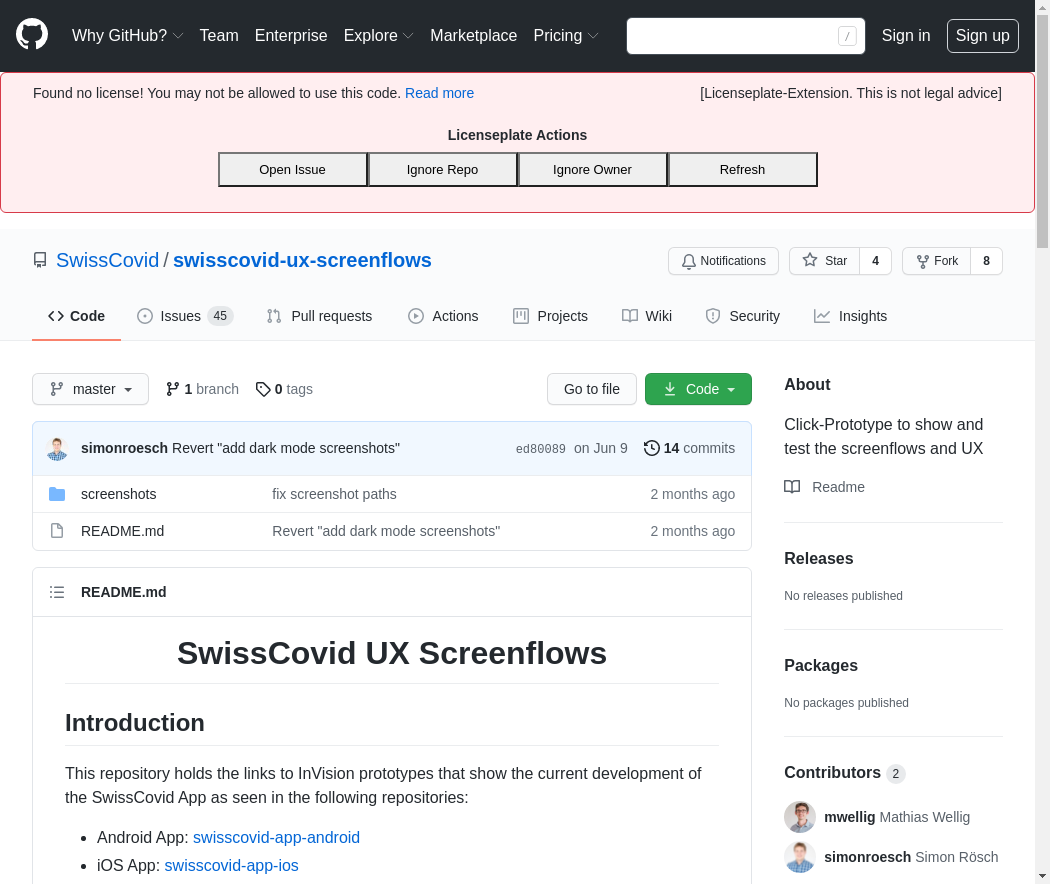 Why GitHub? Team Enterprise Explore Marketplace Pricing / Sign in Sign up
Found no license! You may not be allowed to use this code. Read more [Licenseplate-Extension. This is not legal advice]
Licenseplate Actions
Open Issue Ignore Repo Ignore Owner Refresh
SwissCovid / swisscovid-ux-screenflows Notifications Star 4 Fork 8
Code Issues 45 Pull requests Actions Projects Wiki Security Insights
master 1 branch 0 tags Go to file Code
simonroesch Revert "add dark mode screenshots" ed80089 on Jun 9 14 commits
screenshots fix screenshot paths 2 months ago
README.md Revert "add dark mode screenshots" 2 months ago
README.md
SwissCovid UX Screenflows
Introduction
This repository holds the links to InVision prototypes that show the current development of
the SwissCovid App as seen in the following repositories:
Android App: swisscovid-app-android
iOS App: swisscovid-app-ios
About
Click-Prototype to show and
test the screenflows and UX
Readme
Releases
No releases published
Packages
No packages published
Contributors 2
mwellig Mathias Wellig
simonroesch Simon Rösch